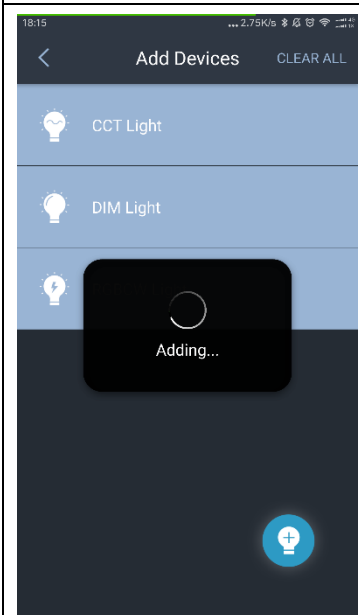 18:15 ... 2.75K/s
Add Devices CLEAR ALL
CCT Light
DIM Light
Adding...